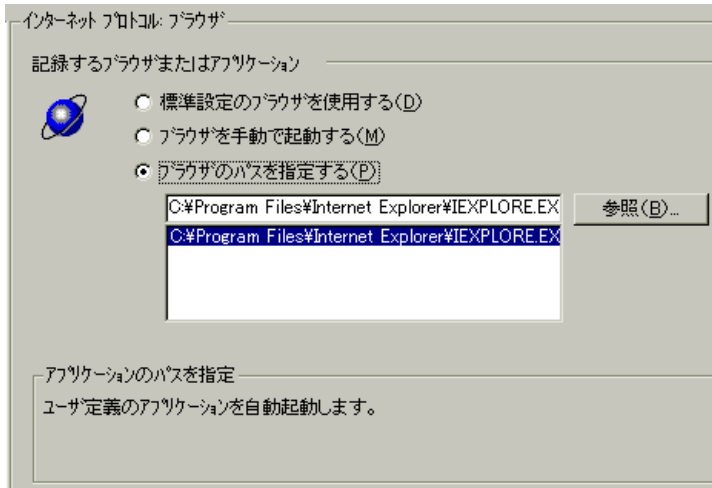 インターネット プロトコル: ブラウザ
記録するブラウザまたはアプリケーション
標準設定のブラウザを使用する(D)
ブラウザを手動で起動する(M)
ブラウザのパスを指定する(P)
C:¥Program Files¥Internet Explorer¥IEXPLORE.EX
参照(B)...
C:¥Program Files¥Internet Explorer¥IEXPLORE.EX
アプリケーションのパスを指定
ユーザ定義のアプリケーションを自動起動します。